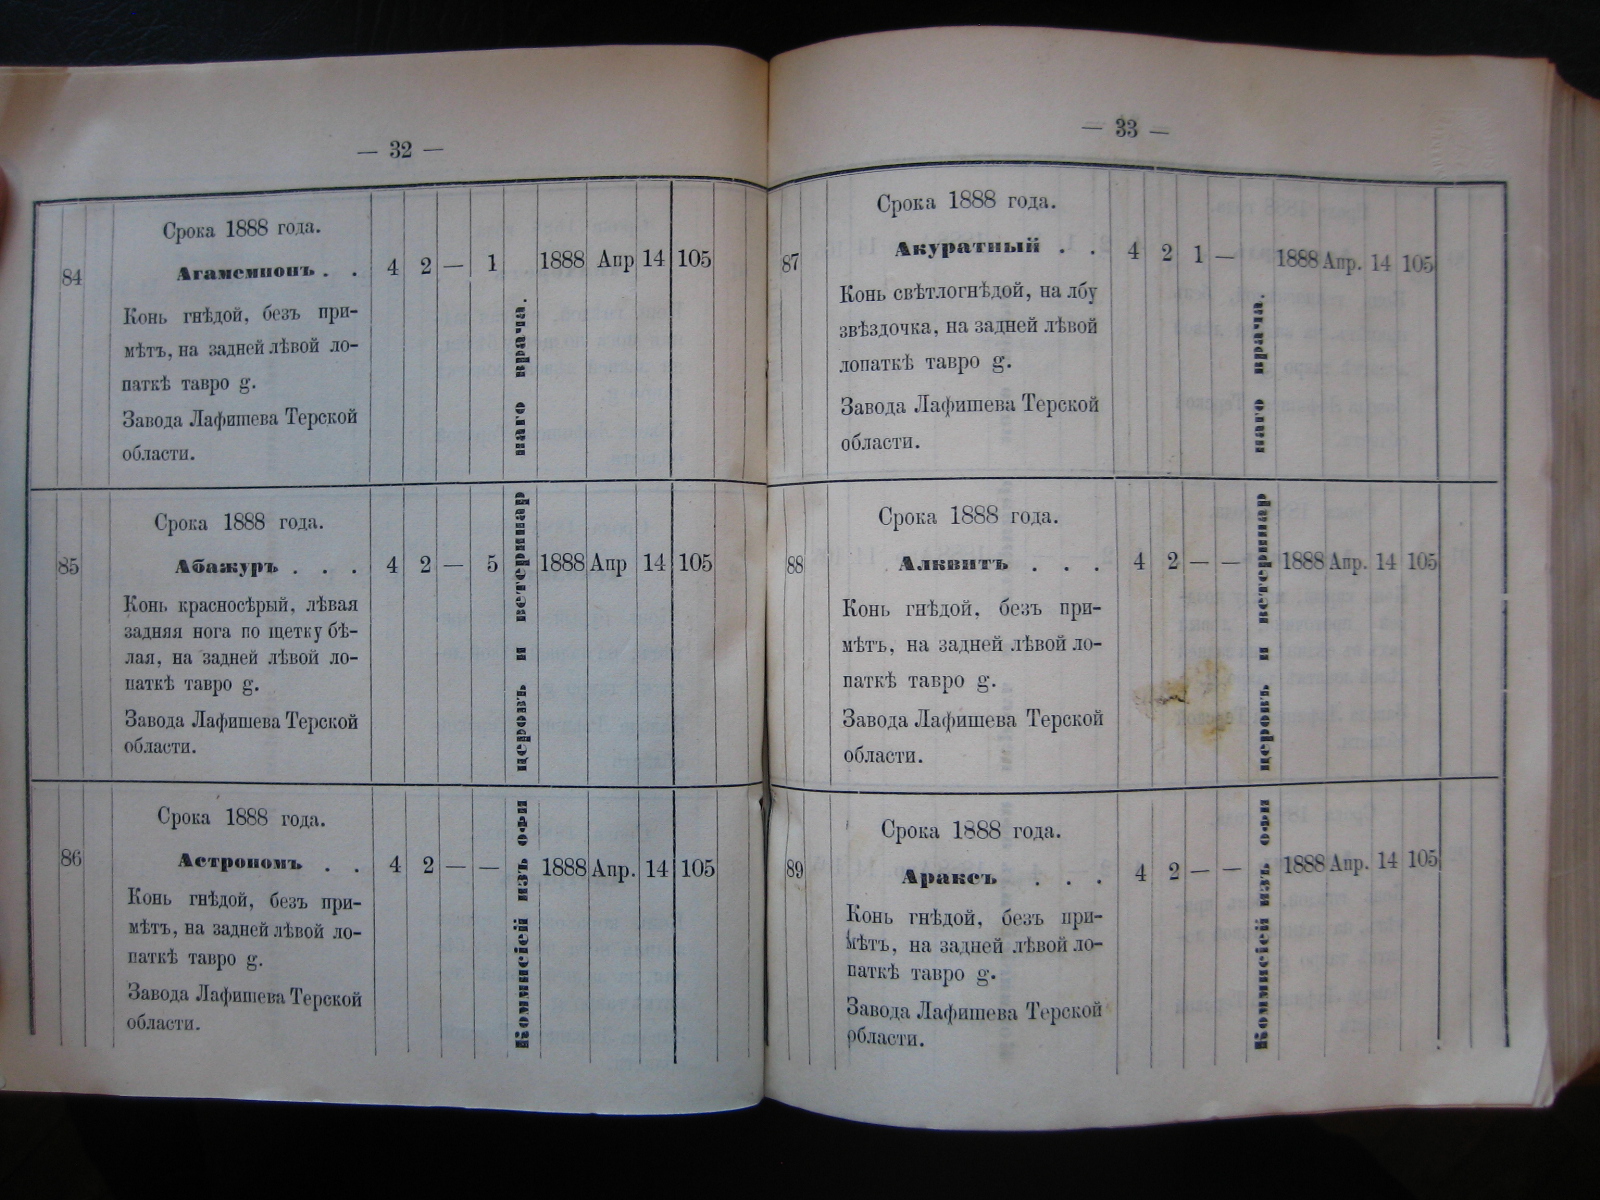 — 32 —
Срока 1888 года.
84 Агамемнонъ . . 4 2 — 1 1888 Апр 14 105
Конь гнѣдой, безъ при-
мѣтъ, на задней лѣвой ло-
паткѣ тавро g.
Завода Лафишева Терской
области.
Срока 1888 года.
85 Абажуръ . . . 4 2 — 5 1888 Апр 14 105
Конь красносѣрый, лѣвая
задняя нога по щетку бѣ-
лая, на задней лѣвой ло-
паткѣ тавро g.
Завода Лафишева Терской
области.
Срока 1888 года.
86 Астрономъ . . 4 2 — — 1888 Апр. 14 105
Конь гнѣдой, безъ при-
мѣтъ, на задней лѣвой ло-
паткѣ тавро g.
Завода Лафишева Терской
области.
Коммисіей изъ офи церовъ и ветеринар наго врача.
— 33 —
Срока 1888 года.
87 Акуратный . . 4 2 1 — 1888 Апр. 14 105
Конь свѣтлогнѣдой, на лбу
звѣздочка, на задней лѣвой
лопаткѣ тавро g.
Завода Лафишева Терской
области.
Срока 1888 года.
88 Алквитъ . . . 4 2 — — 1888 Апр. 14 105
Конь гнѣдой, безъ при-
мѣтъ, на задней лѣвой ло-
паткѣ тавро g.
Завода Лафишева Терской
области.
Срока 1888 года.
89 Араксъ . . . 4 2 — — 1888 Апр. 14 105
Конь гнѣдой, безъ при-
мѣтъ, на задней лѣвой ло-
паткѣ тавро g.
Завода Лафишева Терской
области.
Коммисіей изъ офи церовъ и ветеринар наго врача.